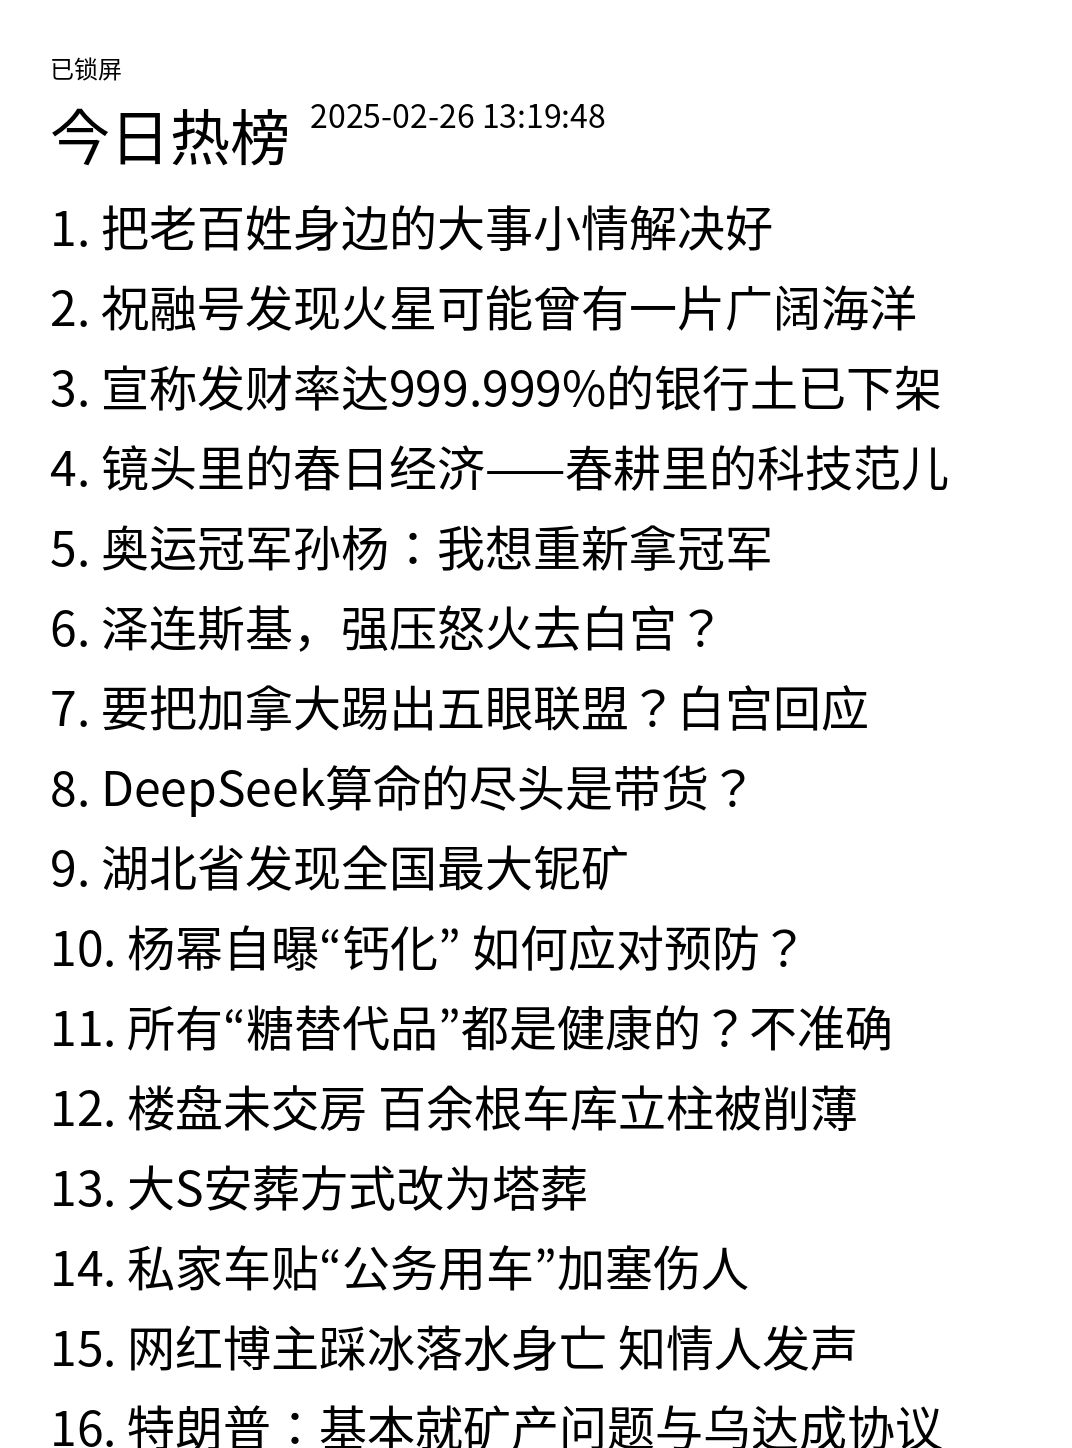 已锁屏
今日热榜 2025-02-26 13:19:48
1. 把老百姓身边的大事小情解决好
2. 祝融号发现火星可能曾有一片广阔海洋
3. 宣称发财率达999.999%的银行土已下架
4. 镜头里的春日经济——春耕里的科技范儿
5. 奥运冠军孙杨：我想重新拿冠军
6. 泽连斯基，强压怒火去白宫？
7. 要把加拿大踢出五眼联盟？白宫回应
8. DeepSeek算命的尽头是带货？
9. 湖北省发现全国最大铌矿
10. 杨幂自曝“钙化” 如何应对预防？
11. 所有“糖替代品”都是健康的？不准确
12. 楼盘未交房 百余根车库立柱被削薄
13. 大S安葬方式改为塔葬
14. 私家车贴“公务用车”加塞伤人
15. 网红博主踩冰落水身亡 知情人发声
16. 特朗普：基本就矿产问题与乌达成协议